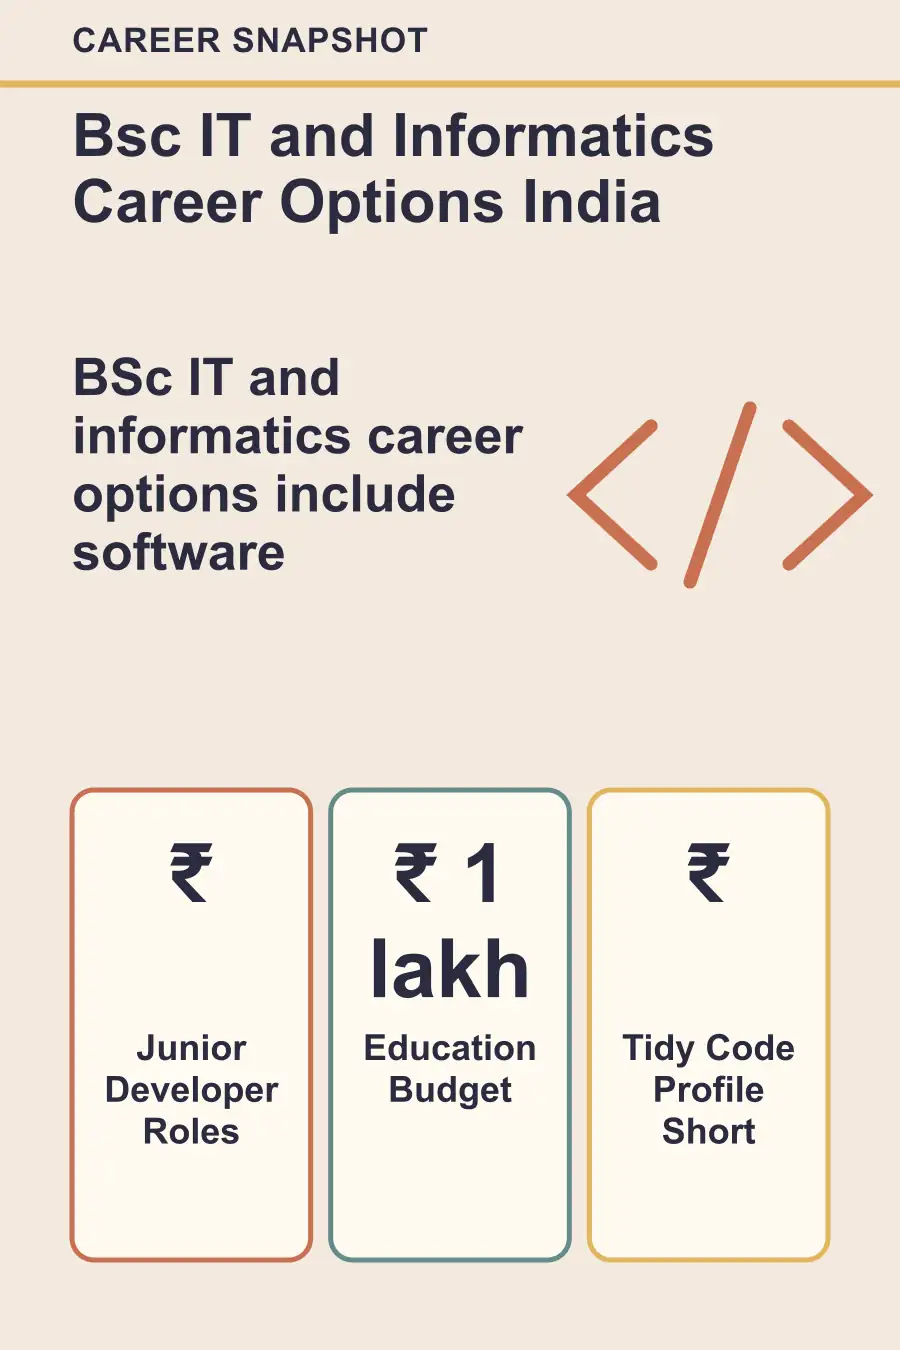 CAREER SNAPSHOT
Bsc IT and Informatics
Career Options India
BSc IT and
informatics career
options include
software
₹
Junior
Developer
Roles
₹ 1
lakh
Education
Budget
₹
Tidy Code
Profile
Short